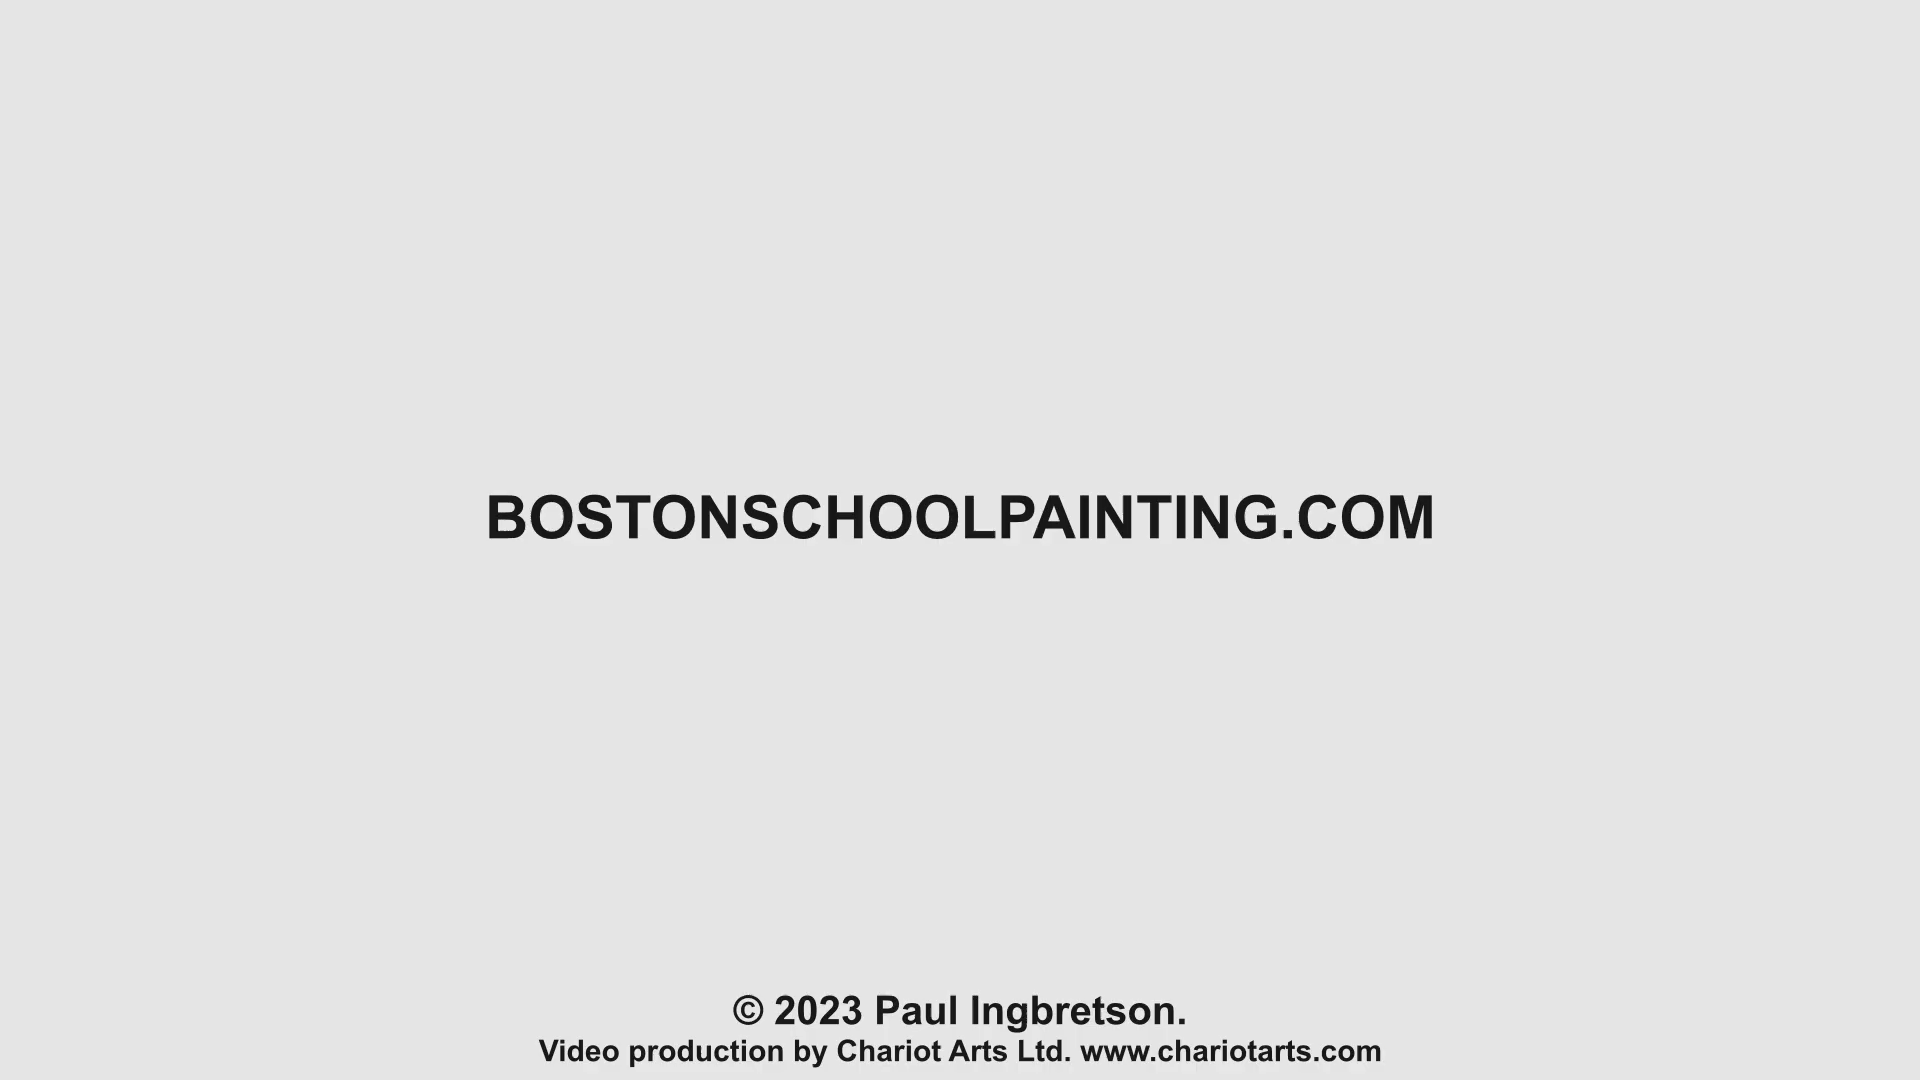 BOSTONSCHOOLPAINTING.COM
© 2023 Paul Ingbretson.
Video production by Chariot Arts Ltd. www.chariotarts.com